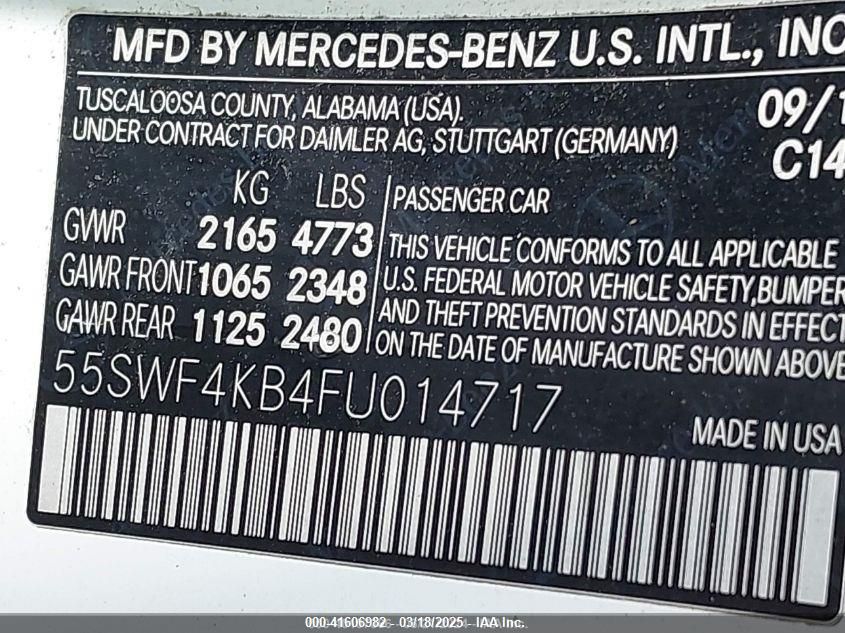 MFD BY MERCEDES-BENZ U.S. INTL., INC
TUSCALOOSA COUNTY, ALABAMA (USA).
09/1
UNDER CONTRACT FOR DAIMLER AG, STUTTGART (GERMANY)
C14
KG LBS
PASSENGER CAR
GVWR 2165 4773
GAWR FRONT 1065 2348
GAWR REAR 1125 2480
THIS VEHICLE CONFORMS TO ALL APPLICABLE
U.S. FEDERAL MOTOR VEHICLE SAFETY, BUMPER
AND THEFT PREVENTION STANDARDS IN EFFECT
ON THE DATE OF MANUFACTURE SHOWN ABOVE
55SWF4KB4FU014717
MADE IN USA
000-41606982 - 03/18/2025 - IAA Inc.